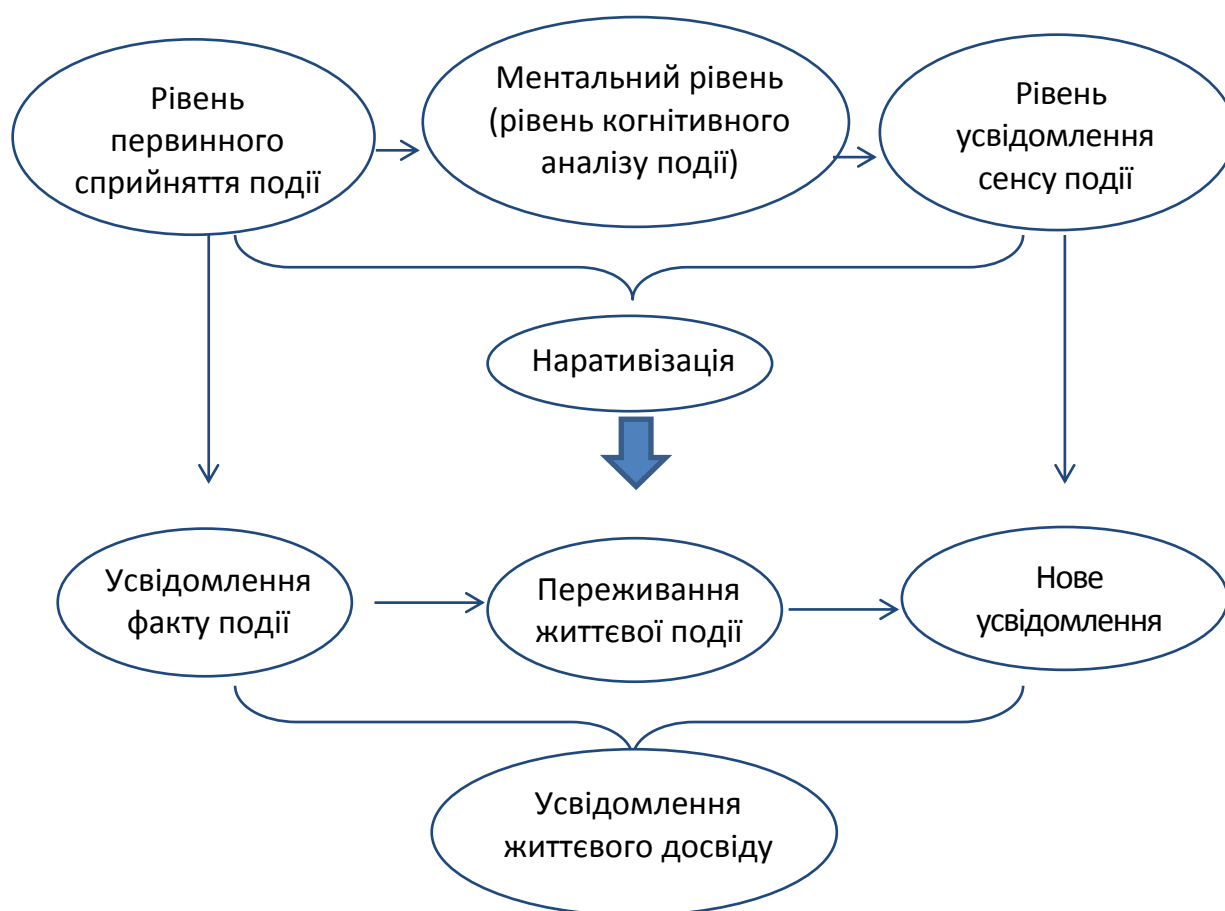 Рівень
первинного
сприйняття події
Ментальний рівень
(рівень когнітивного
аналізу події)
Рівень
усвідомлення
сенсу події
Наративізація
Усвідомлення
факту події
Переживання
життєвої події
Нове
усвідомлення
Усвідомлення
життєвого досвіду